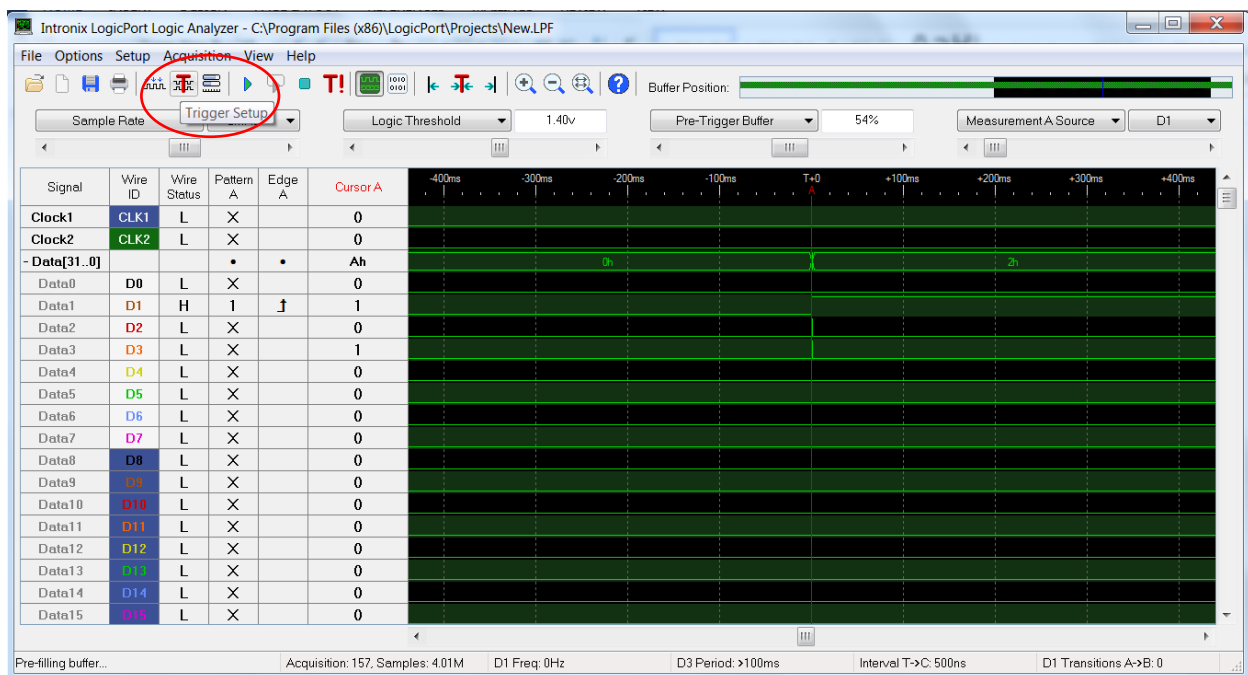 Intronix LogicPort Logic Analyzer - C:\Program Files (x86)\LogicPort\Projects\New.LPF
File Options Setup Acquisition View Help
Buffer Position:
Trigger Setup
Sample Rate Logic Threshold 1.40v Pre-Trigger Buffer 54% Measurement A Source D1
Signal Wire ID Wire Status Pattern A Edge A Cursor A -400ms -300ms -200ms -100ms T+0 +100ms +200ms +300ms +400ms
A
Clock1 CLK1 L X 0
Clock2 CLK2 L X 0
- Data[31..0] • • Ah 0h 2h
Data0 D0 L X 0
Data1 D1 H 1 1
Data2 D2 L X 0
Data3 D3 L X 1
Data4 D4 L X 0
Data5 D5 L X 0
Data6 D6 L X 0
Data7 D7 L X 0
Data8 D8 L X 0
Data9 D9 L X 0
Data10 D10 L X 0
Data11 D11 L X 0
Data12 D12 L X 0
Data13 D13 L X 0
Data14 D14 L X 0
Data15 D15 L X 0
Pre-filling buffer... Acquisition: 157, Samples: 4.01M D1 Freq: 0Hz D3 Period: >100ms Interval T->C: 500ns D1 Transitions A->B: 0